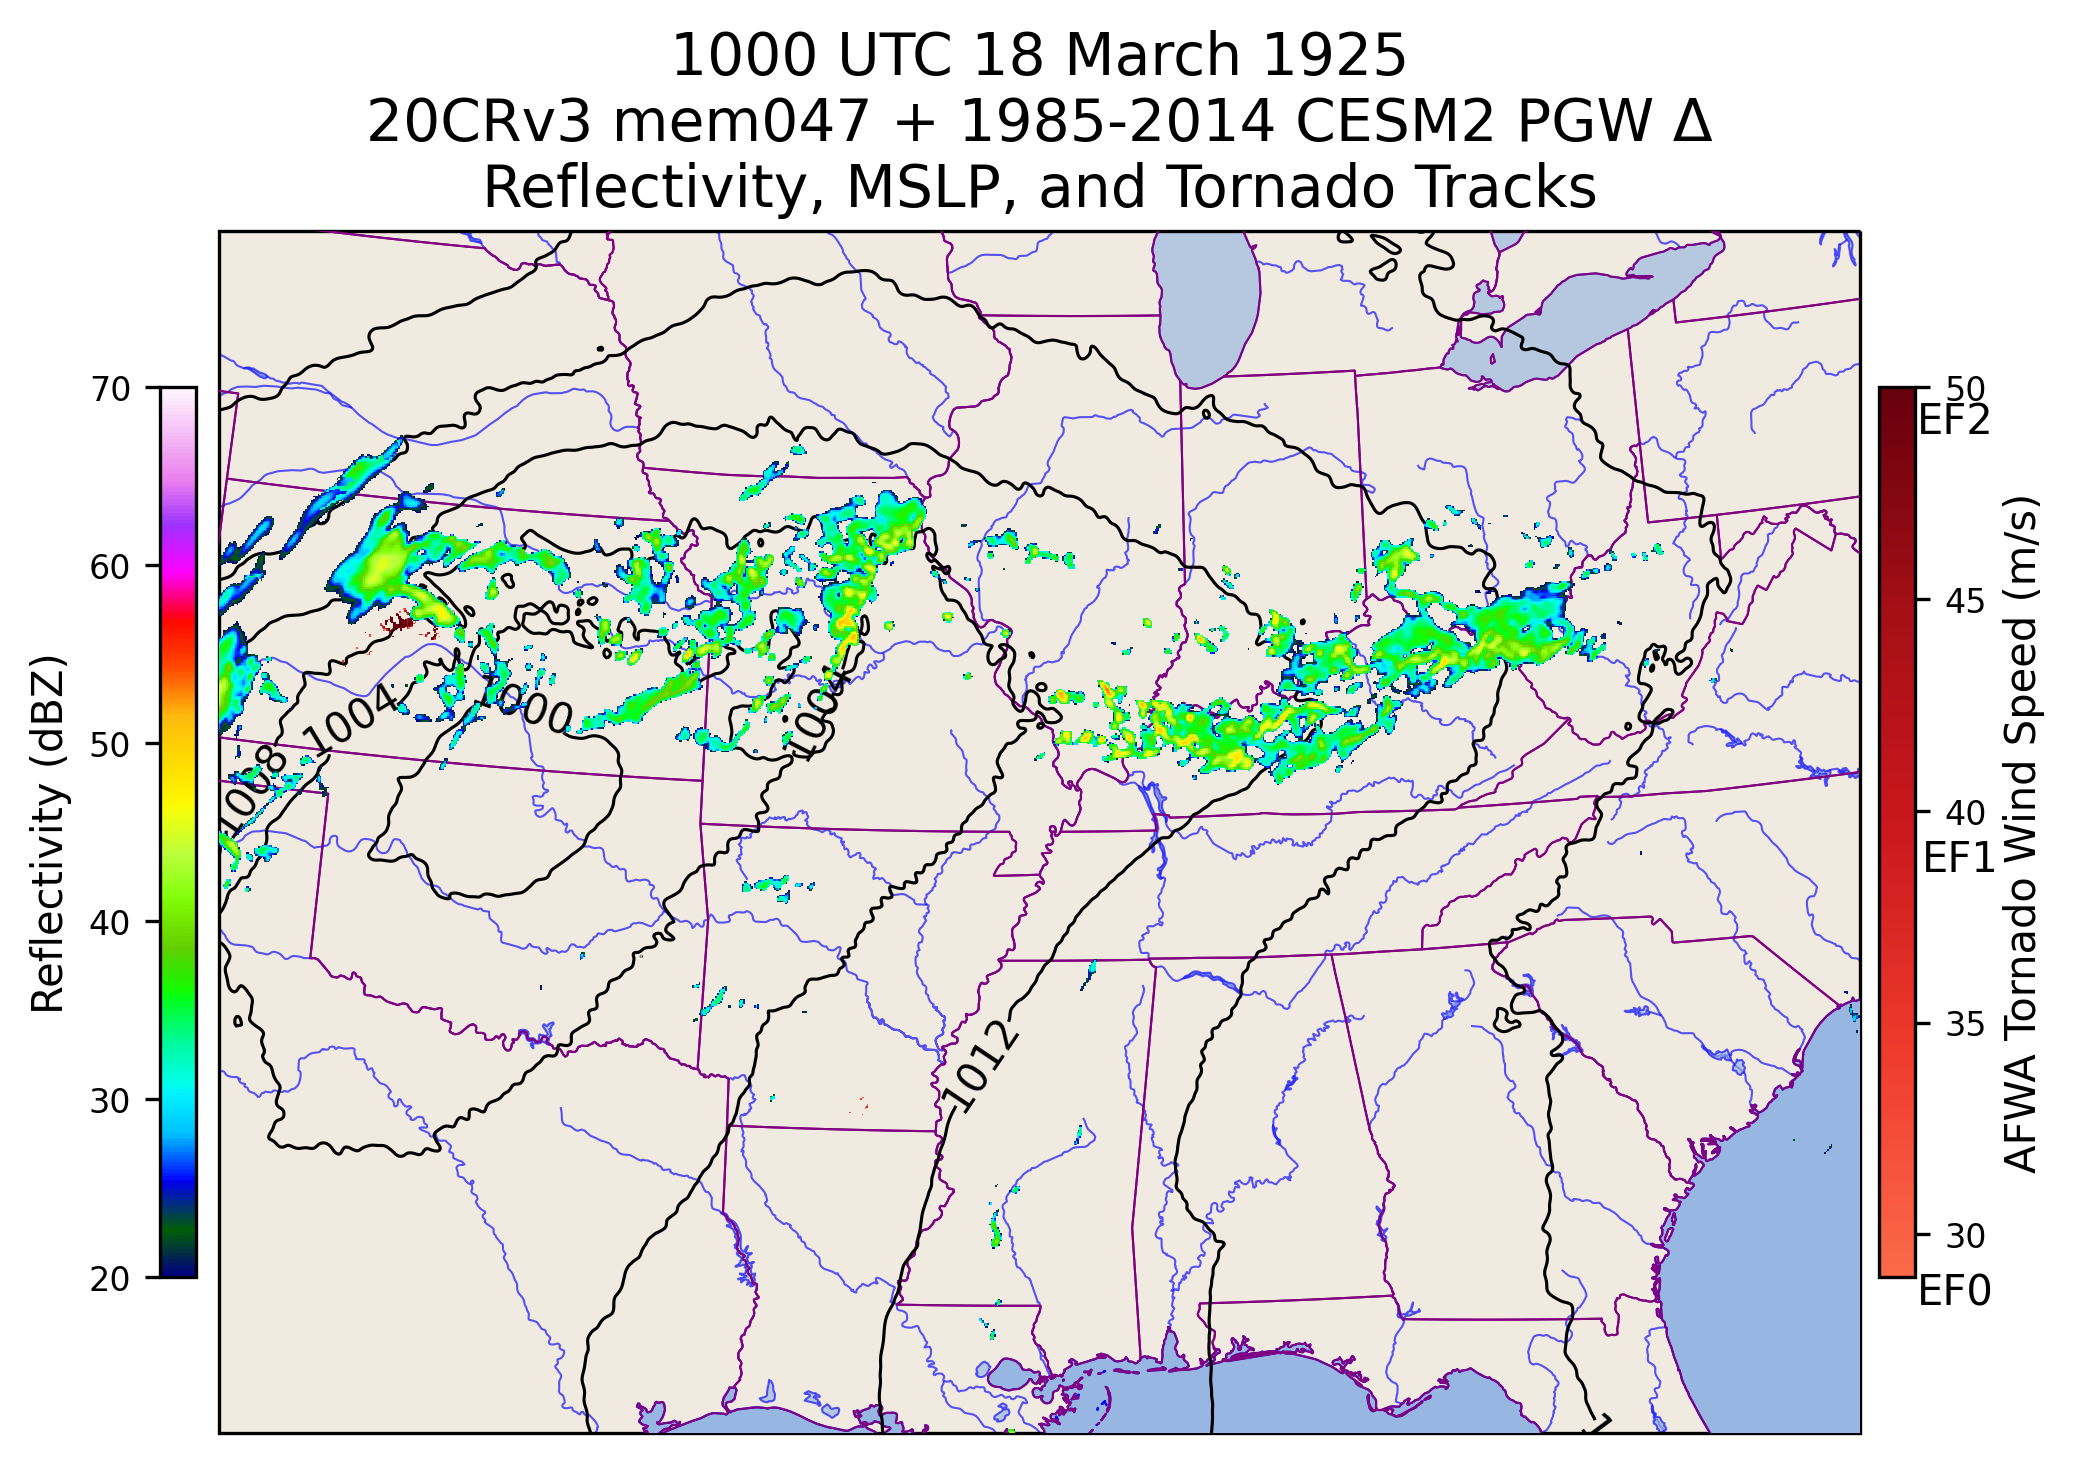 1000 UTC 18 March 1925
20CRv3 mem047 + 1985-2014 CESM2 PGW Δ
Reflectivity, MSLP, and Tornado Tracks
70
60
50
40
30
20
Reflectivity (dBZ)
1004
1000
1004
1008
1012
1
50
EF2
45
40
EF1
35
30
EF0
AFWA Tornado Wind Speed (m/s)